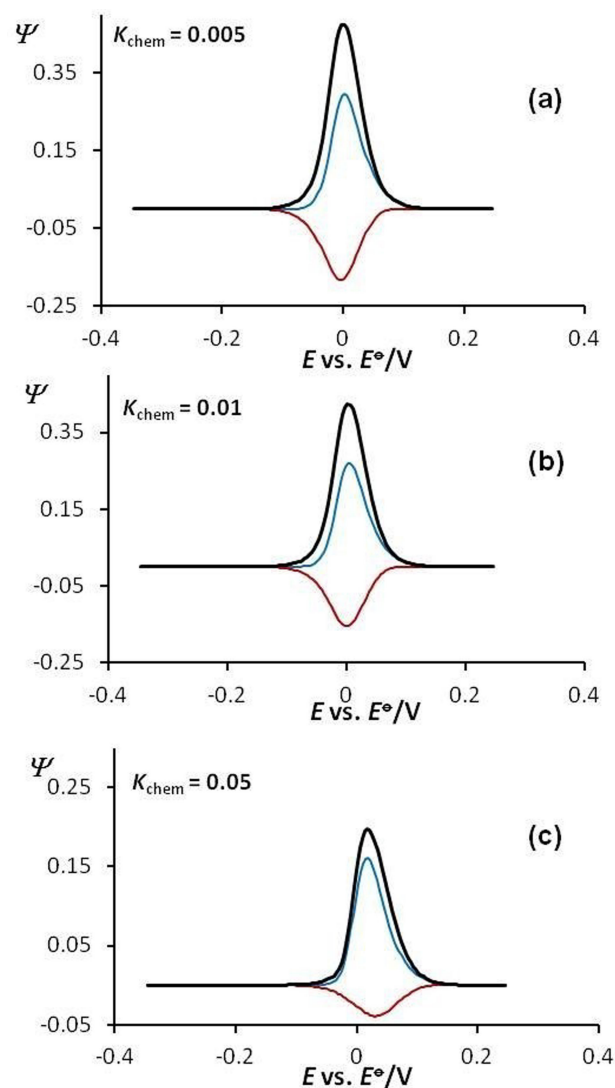 Ψ
K_chem = 0.005
(a)
0.35
0.15
-0.05
-0.25
-0.4 -0.2 0 0.2 0.4
E vs. E⦵/V
Ψ
K_chem = 0.01
(b)
0.35
0.15
-0.05
-0.25
-0.4 -0.2 0 0.2 0.4
E vs. E⦵/V
Ψ
K_chem = 0.05
(c)
0.25
0.15
0.05
-0.05
-0.4 -0.2 0 0.2 0.4
E vs. E⦵/V